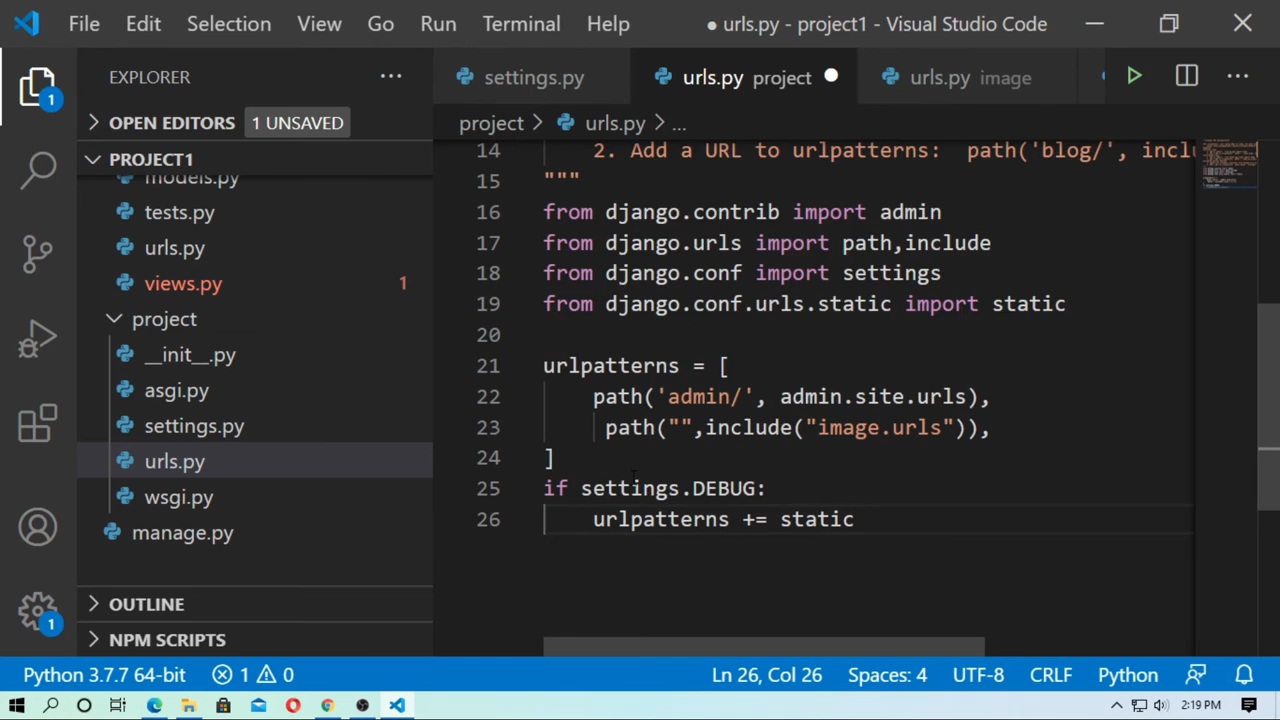 File Edit Selection View Go Run Terminal Help ● urls.py - project1 - Visual Studio Code
EXPLORER ···
OPEN EDITORS 1 UNSAVED
PROJECT1
models.py
tests.py
urls.py
views.py 1
project
__init__.py
asgi.py
settings.py
urls.py
wsgi.py
manage.py
OUTLINE
NPM SCRIPTS
1
1
settings.py urls.py project ● urls.py image ···
project > urls.py > ...
14 2. Add a URL to urlpatterns:  path('blog/', inclu
15 """
16 from django.contrib import admin
17 from django.urls import path,include
18 from django.conf import settings
19 from django.conf.urls.static import static
20
21 urlpatterns = [
22     path('admin/', admin.site.urls),
23      path("",include("image.urls")),
24 ]
25 if settings.DEBUG:
26     urlpatterns += static
Python 3.7.7 64-bit 1 0 Ln 26, Col 26 Spaces: 4 UTF-8 CRLF Python
2:19 PM